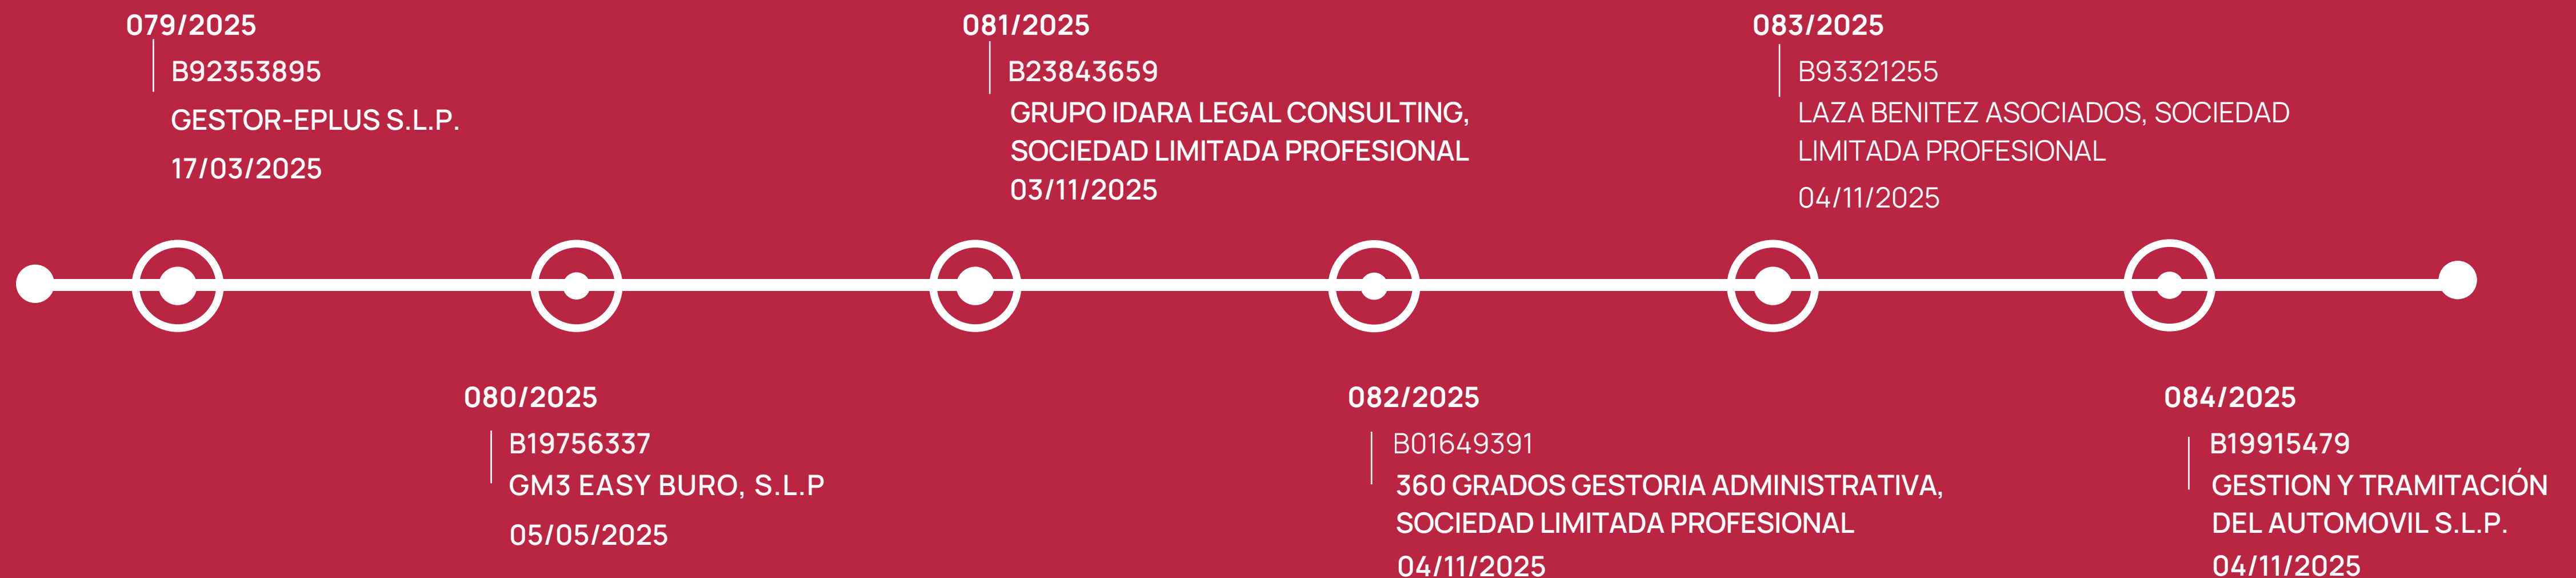 079/2025
B92353895
GESTOR-EPLUS S.L.P.
17/03/2025
080/2025
B19756337
GM3 EASY BURO, S.L.P
05/05/2025
081/2025
B23843659
GRUPO IDARA LEGAL CONSULTING,
SOCIEDAD LIMITADA PROFESIONAL
03/11/2025
082/2025
B01649391
360 GRADOS GESTORIA ADMINISTRATIVA,
SOCIEDAD LIMITADA PROFESIONAL
04/11/2025
083/2025
B93321255
LAZA BENITEZ ASOCIADOS, SOCIEDAD
LIMITADA PROFESIONAL
04/11/2025
084/2025
B19915479
GESTION Y TRAMITACIÓN
DEL AUTOMOVIL S.L.P.
04/11/2025